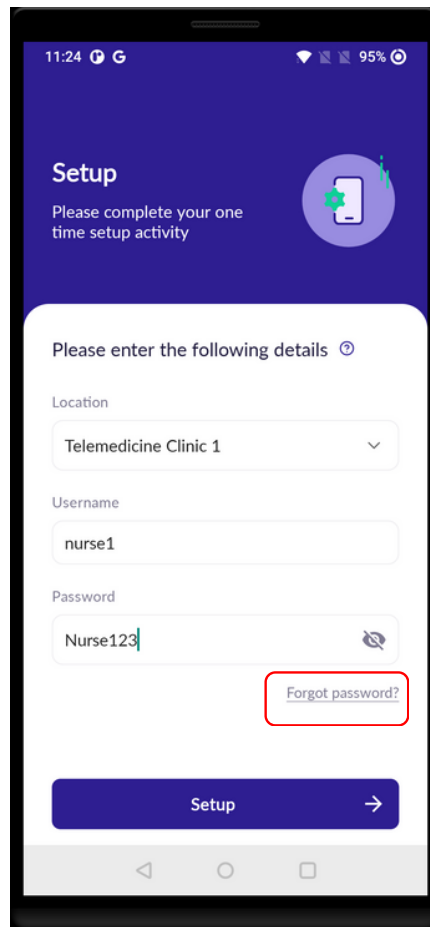 11:24 G 95%
Setup
Please complete your one
time setup activity
Please enter the following details ?
Location
Telemedicine Clinic 1
Username
nurse1
Password
Nurse123
Forgot password?
Setup